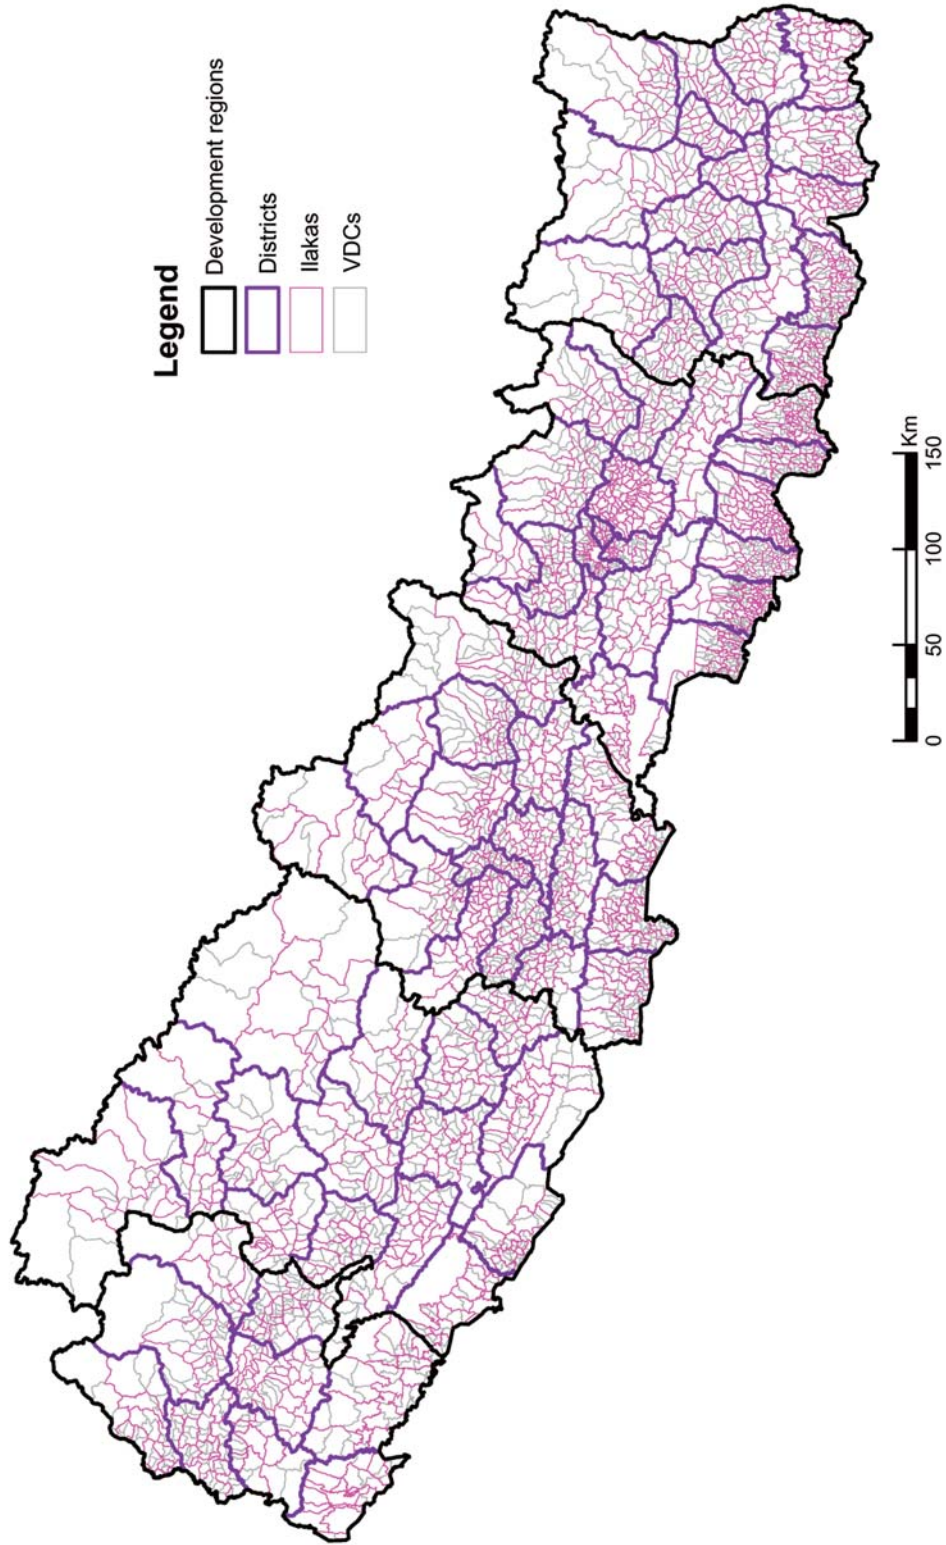 Legend
Development regions
Districts
Ilakas
VDCs
0 50 100 150 Km